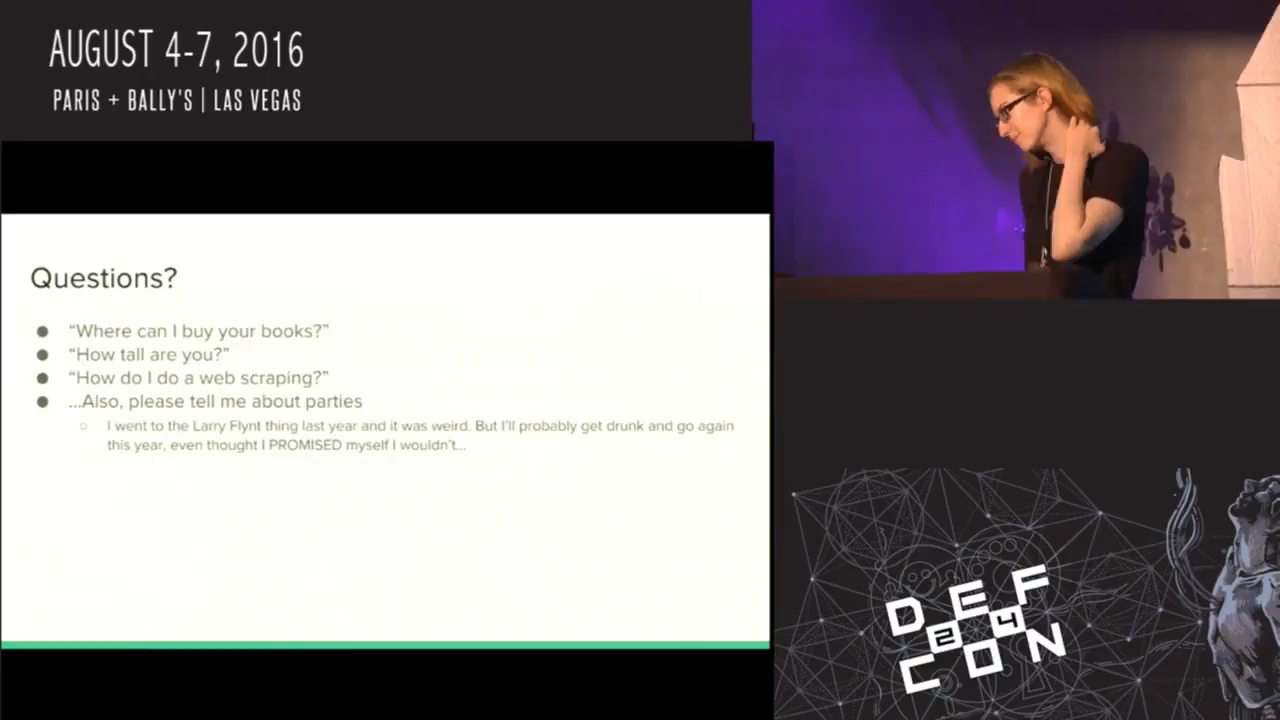 AUGUST 4-7, 2016
PARIS + BALLY'S | LAS VEGAS
Questions?
● “Where can I buy your books?”
● “How tall are you?”
● “How do I do a web scraping?”
● ...Also, please tell me about parties
○ I went to the Larry Flynt thing last year and it was weird. But I'll probably get drunk and go again
this year, even thought I PROMISED myself I wouldn't...
DEF
24
CON